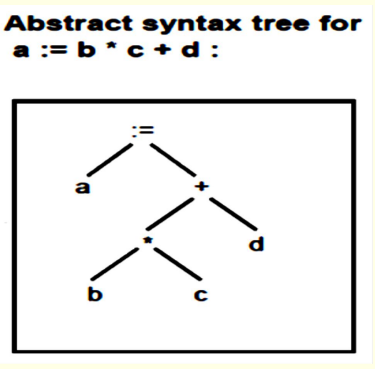 Abstract syntax tree for
a := b * c + d :
:=
a +
* d
b c